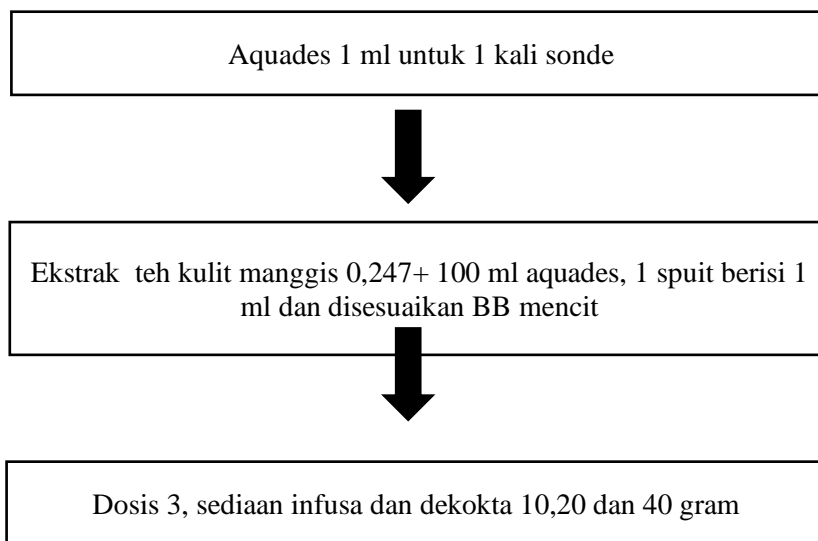 Aquades 1 ml untuk 1 kali sonde
Ekstrak teh kulit manggis 0,247+ 100 ml aquades, 1 spuit berisi 1
ml dan disesuaikan BB mencit
Dosis 3, sediaan infusa dan dekokta 10,20 dan 40 gram